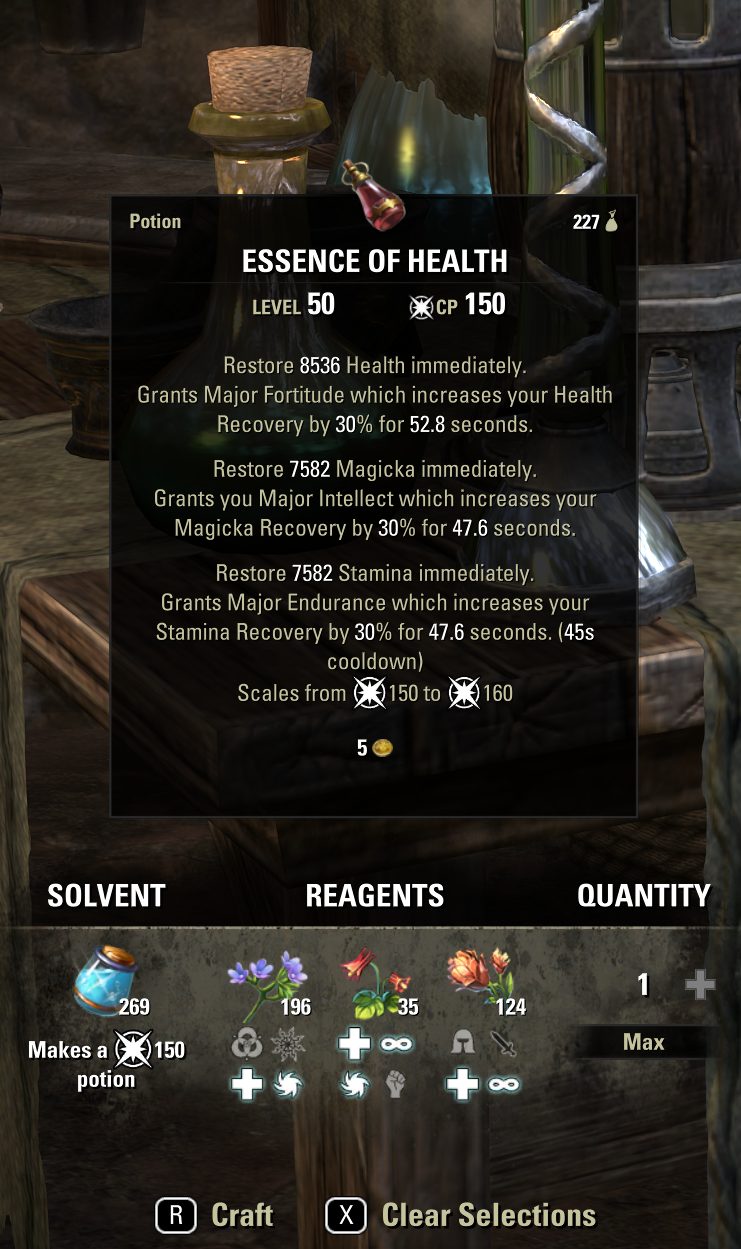 Potion 227
ESSENCE OF HEALTH
LEVEL 50 CP 150
Restore 8536 Health immediately.
Grants Major Fortitude which increases your Health
Recovery by 30% for 52.8 seconds.
Restore 7582 Magicka immediately.
Grants you Major Intellect which increases your
Magicka Recovery by 30% for 47.6 seconds.
Restore 7582 Stamina immediately.
Grants Major Endurance which increases your
Stamina Recovery by 30% for 47.6 seconds. (45s
cooldown)
Scales from 150 to 160
5
SOLVENT REAGENTS QUANTITY
269 196 35 124 1
Makes a 150
potion
Max
R Craft X Clear Selections